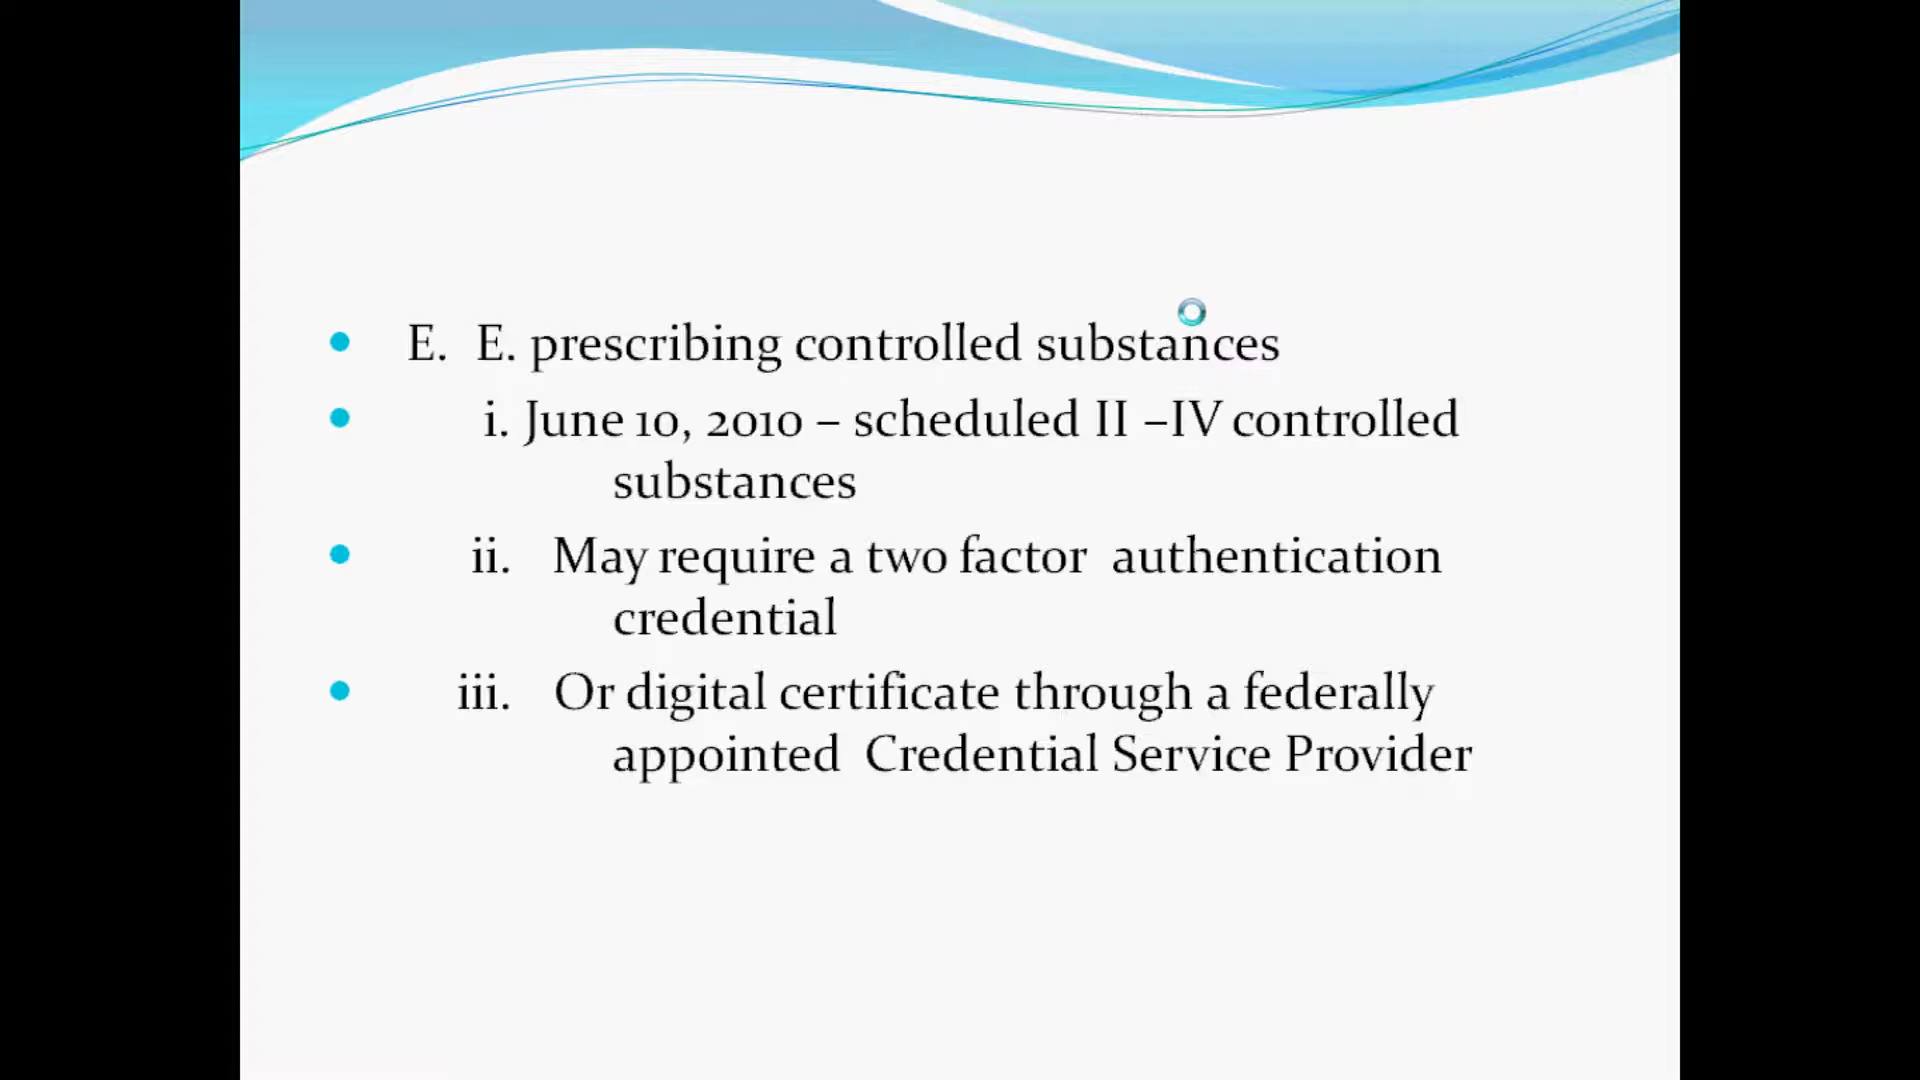 E. E. prescribing controlled substances
i. June 10, 2010 – scheduled II –IV controlled
substances
ii. May require a two factor authentication
credential
iii. Or digital certificate through a federally
appointed Credential Service Provider